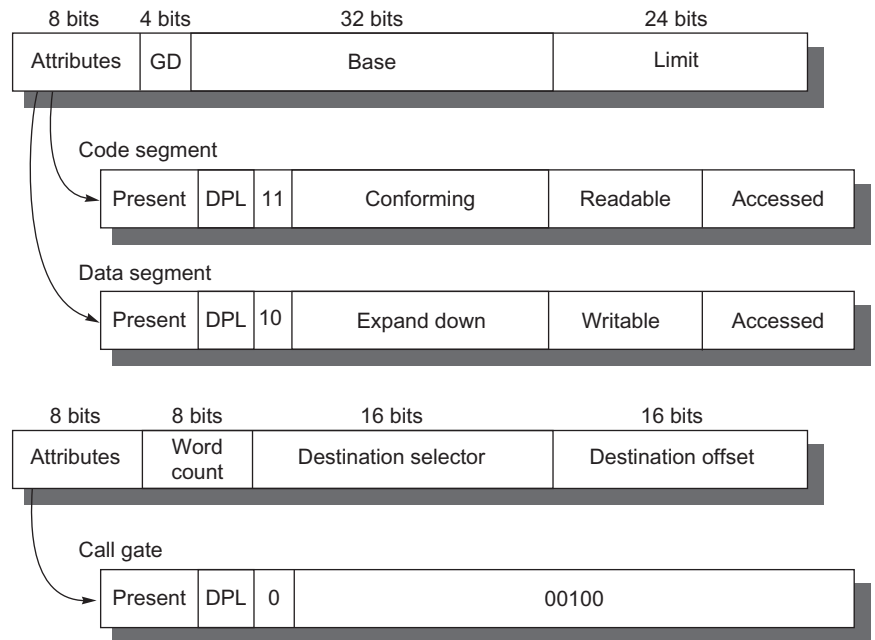 8 bits 4 bits 32 bits 24 bits
Attributes GD Base Limit
Code segment
Present DPL 11 Conforming Readable Accessed
Data segment
Present DPL 10 Expand down Writable Accessed
8 bits 8 bits 16 bits 16 bits
Attributes Word count Destination selector Destination offset
Call gate
Present DPL 0 00100